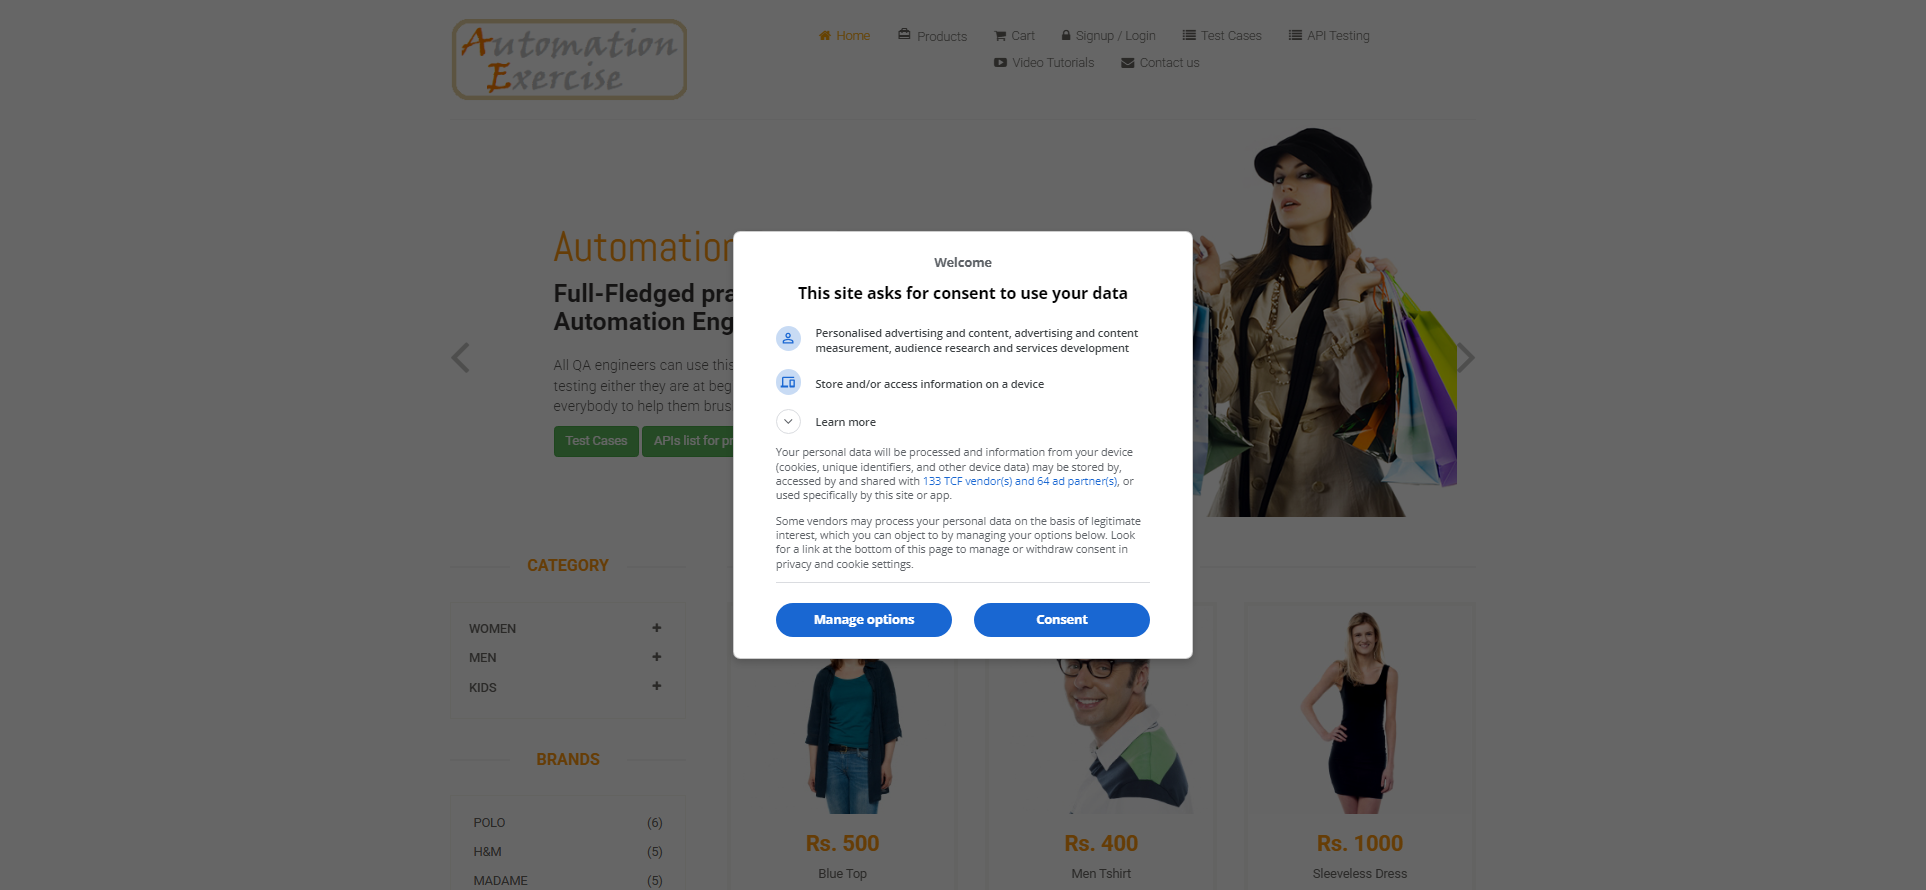 Automation
Exercise
Home
Products
Cart
Signup / Login
Test Cases
API Testing
Video Tutorials
Contact us
Automation
Full-Fledged
Automation
All QA engineers can use this
testing either they are at
everybody to help them
Test Cases
APIs list for
Welcome
This site asks for consent to use your data
Personalised advertising and content, advertising and content
measurement, audience research and services development
Store and/or access information on a device
Learn more
Your personal data will be processed and information from your device
(cookies, unique identifiers, and other device data) may be stored by,
accessed by and shared with 133 TCF vendor(s) and 64 ad partner(s), or
used specifically by this site or app.
Some vendors may process your personal data on the basis of legitimate
interest, which you can object to by managing your options below. Look
for a link at the bottom of this page to manage or withdraw consent in
privacy and cookie settings.
Manage options
Consent
CATEGORY
WOMEN
MEN
KIDS
BRANDS
POLO (6)
H&M (5)
MADAME (5)
Rs. 500
Blue Top
Rs. 400
Men Tshirt
Rs. 1000
Sleeveless Dress